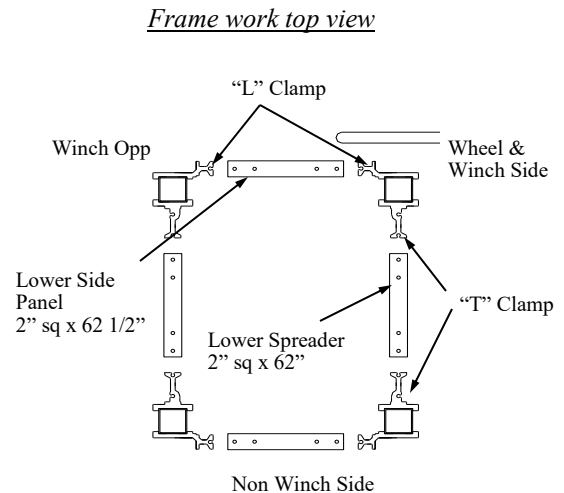 Frame work top view
“L” Clamp
Winch Opp
Wheel &
Winch Side
Lower Side
Panel
2” sq x 62 1/2”
Lower Spreader
2” sq x 62”
“T” Clamp
Non Winch Side